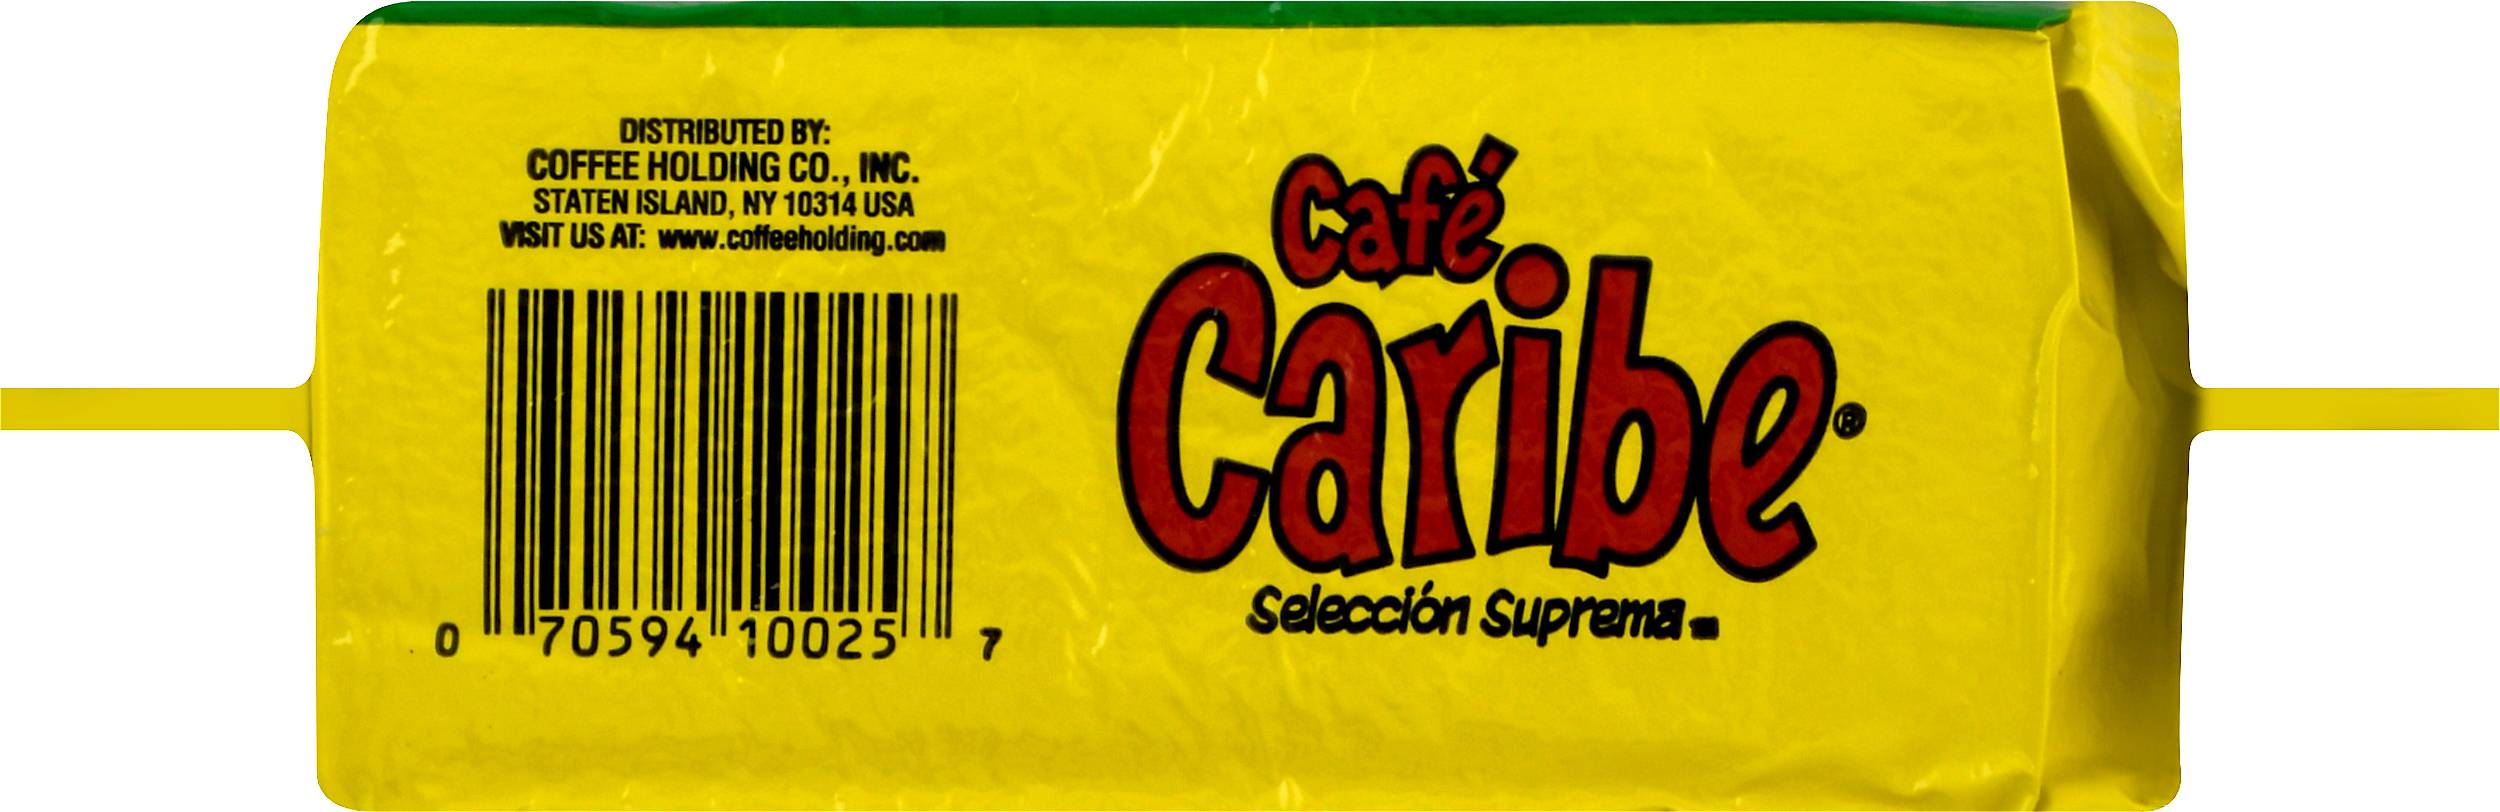 DISTRIBUTED BY:
COFFEE HOLDING CO., INC.
STATEN ISLAND, NY 10314 USA
VISIT US AT: www.coffeeholding.com
0 70594 10025 7
Café
Caribe®
Selección Suprema